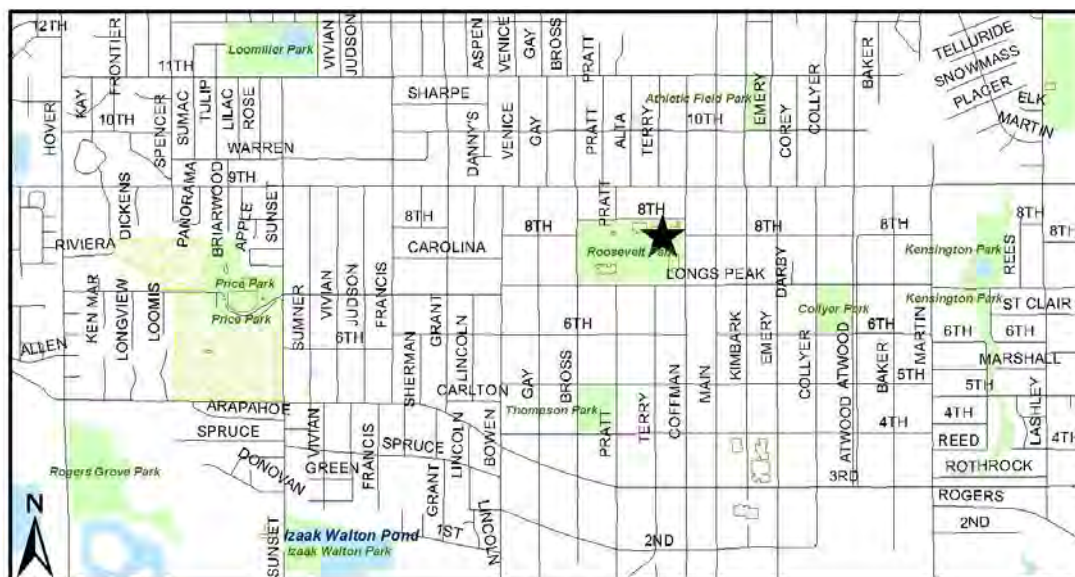 12TH
Loomiller Park
VIVIAN
JUDSON
ASPEN
VENICE
GAY
BROSS
PRATT
BAKER
TELLURIDE
SNOWMASS
PLACER
ELK
MARTIN
HOVER
KAY
FRONTIER
11TH
10TH
SPENCER
SUMAC
TULIP
LILAC
ROSE
WARREN
SHARPE
DANNY'S
VENICE
GAY
PRATT
ALTA
TERRY
Athletic Field Park
10TH
EMERY
COREY
COLLYER
DICKENS
PANORAMA
9TH
BRIARWOOD
APPLE
SUNSET
RIVIERA
8TH
CAROLINA
8TH
PRATT
8TH
Roosevelt Park
LONGS PEAK
8TH
DARBY
8TH
Kensington Park
REES
8TH
8TH
KEN MAR
LONGVIEW
LOOMIS
ALLEN
Price Park
Price Park
SUMNER
VIVIAN
JUDSON
FRANCIS
6TH
SHERMAN
GRANT
LINCOLN
CARLTON
6TH
GAY
BROSS
Thompson Park
PRATT
TERRY
COFFMAN
MAIN
KIMBARK
EMERY
COLLYER
Collyer Park
ATWOOD
ATWOOD
6TH
BAKER
MARTIN
5TH
4TH
Kensington Park
ST CLAIR
6TH
6TH
MARSHALL
5TH
4TH
REED
LASHLEY
4TH
ROTHROCK
ARAPAHOE
SPRUCE
VIVIAN
DONOVAN
GREEN
FRANCIS
SPRUCE
GRANT
LINCOLN
BOWEN
3RD
ROGERS
2ND
Rogers Grove Park
N
SUNSET
Izaak Walton Pond
Izaak Walton Park
1ST
LINCOLN
2ND